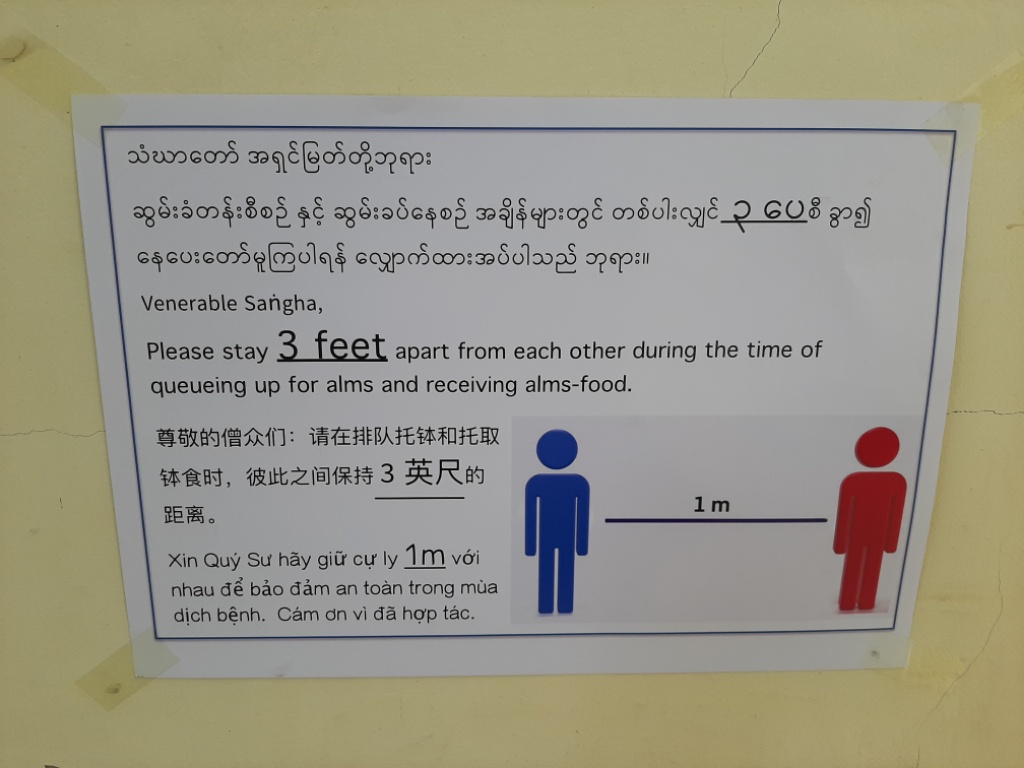 သံဃာတော် အရှင်မြတ်တို့ဘုရား
ဆွမ်းခံတန်းစီစဉ် နှင့် ဆွမ်းခပ်နေစဉ် အချိန်များတွင် တစ်ပါးလျှင် ၃ ပေစီ ခွာ၍
နေပေးတော်မူကြပါရန် လျှောက်ထားအပ်ပါသည် ဘုရား။
Venerable Saṅgha,
Please stay 3 feet apart from each other during the time of
queueing up for alms and receiving alms-food.
尊敬的僧众们：请在排队托钵和托取
钵食时，彼此之间保持 3 英尺的
距离。
Xin Quý Sư hãy giữ cự ly 1m với
nhau để bảo đảm an toàn trong mùa
dịch bệnh. Cám ơn vì đã hợp tác.
1 m